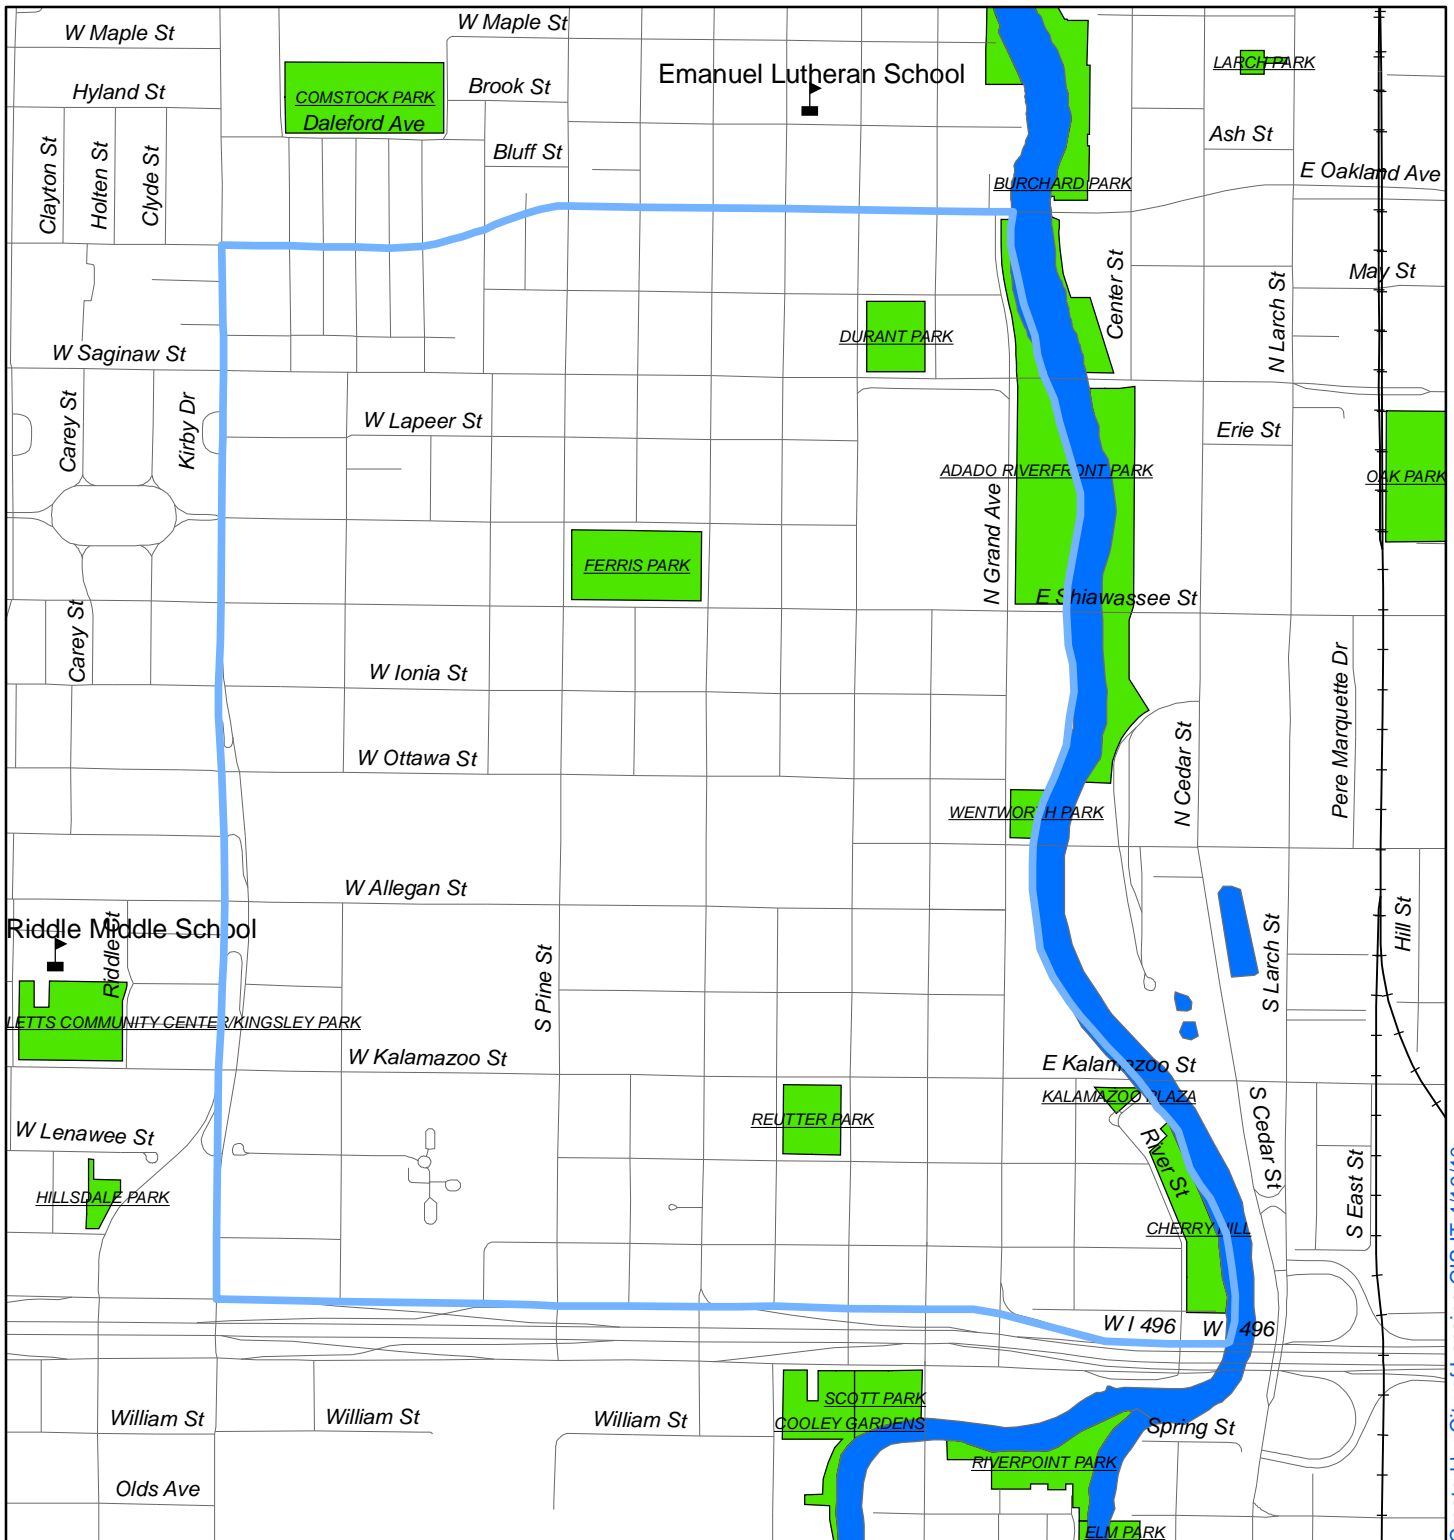 W Maple St
W Maple St
Emanuel Lutheran School
LARCH PARK
Hyland St
COMSTOCK PARK
Brook St
Daleford Ave
Ash St
Clayton St
Holten St
Clyde St
Bluff St
BURCHARD PARK
E Oakland Ave
Center St
May St
N Larch St
DURANT PARK
W Saginaw St
Carey St
Kirby Dr
W Lapeer St
Erie St
ADADO RIVERFRONT PARK
OAK PARK
N Grand Ave
FERRIS PARK
E Shiawassee St
Carey St
W Ionia St
Pere Marquette Dr
W Ottawa St
N Cedar St
WENTWORTH PARK
W Allegan St
Riddle Middle School
Riddle Ct
S Pine St
S Larch St
Hill St
LETTS COMMUNITY CENTER/KINGSLEY PARK
W Kalamazoo St
E Kalamazoo St
KALAMAZOO PLAZA
REUTTER PARK
W Lenawee St
River St
S Cedar St
S East St
HILLSDALE PARK
CHERRY HILL
W I 496
W I 496
SCOTT PARK
William St
William St
William St
COOLEY GARDENS
Spring St
RIVERPOINT PARK
Olds Ave
ELM PARK